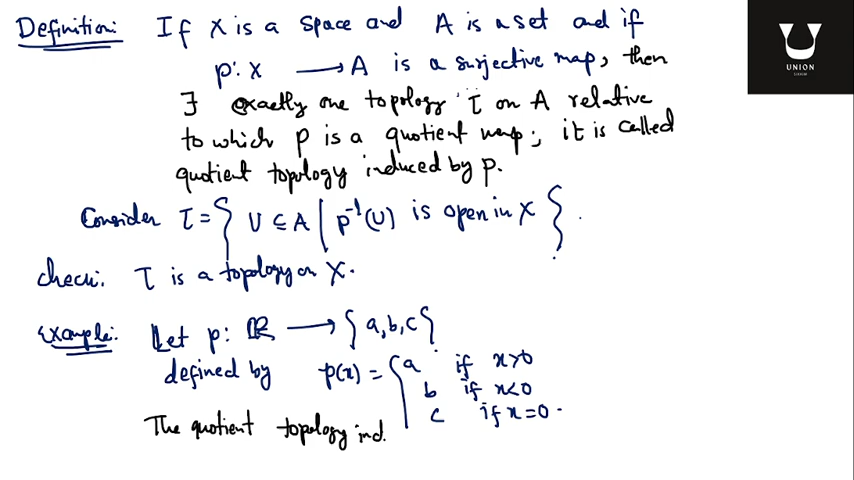 Definition: If X is a space and A is a set and if
p: X ⟶ A is a surjective map, then
∃ exactly one topology τ on A relative
to which p is a quotient map; it is called
quotient topology induced by p.
Consider τ = { U ⊆ A | p⁻¹(U) is open in X }.
check: τ is a topology on X.
Example: Let p: ℝ ⟶ {a, b, c}
defined by p(x) = { a if x>0
b if x<0
c if x=0.
The quotient topology ind.
UNION